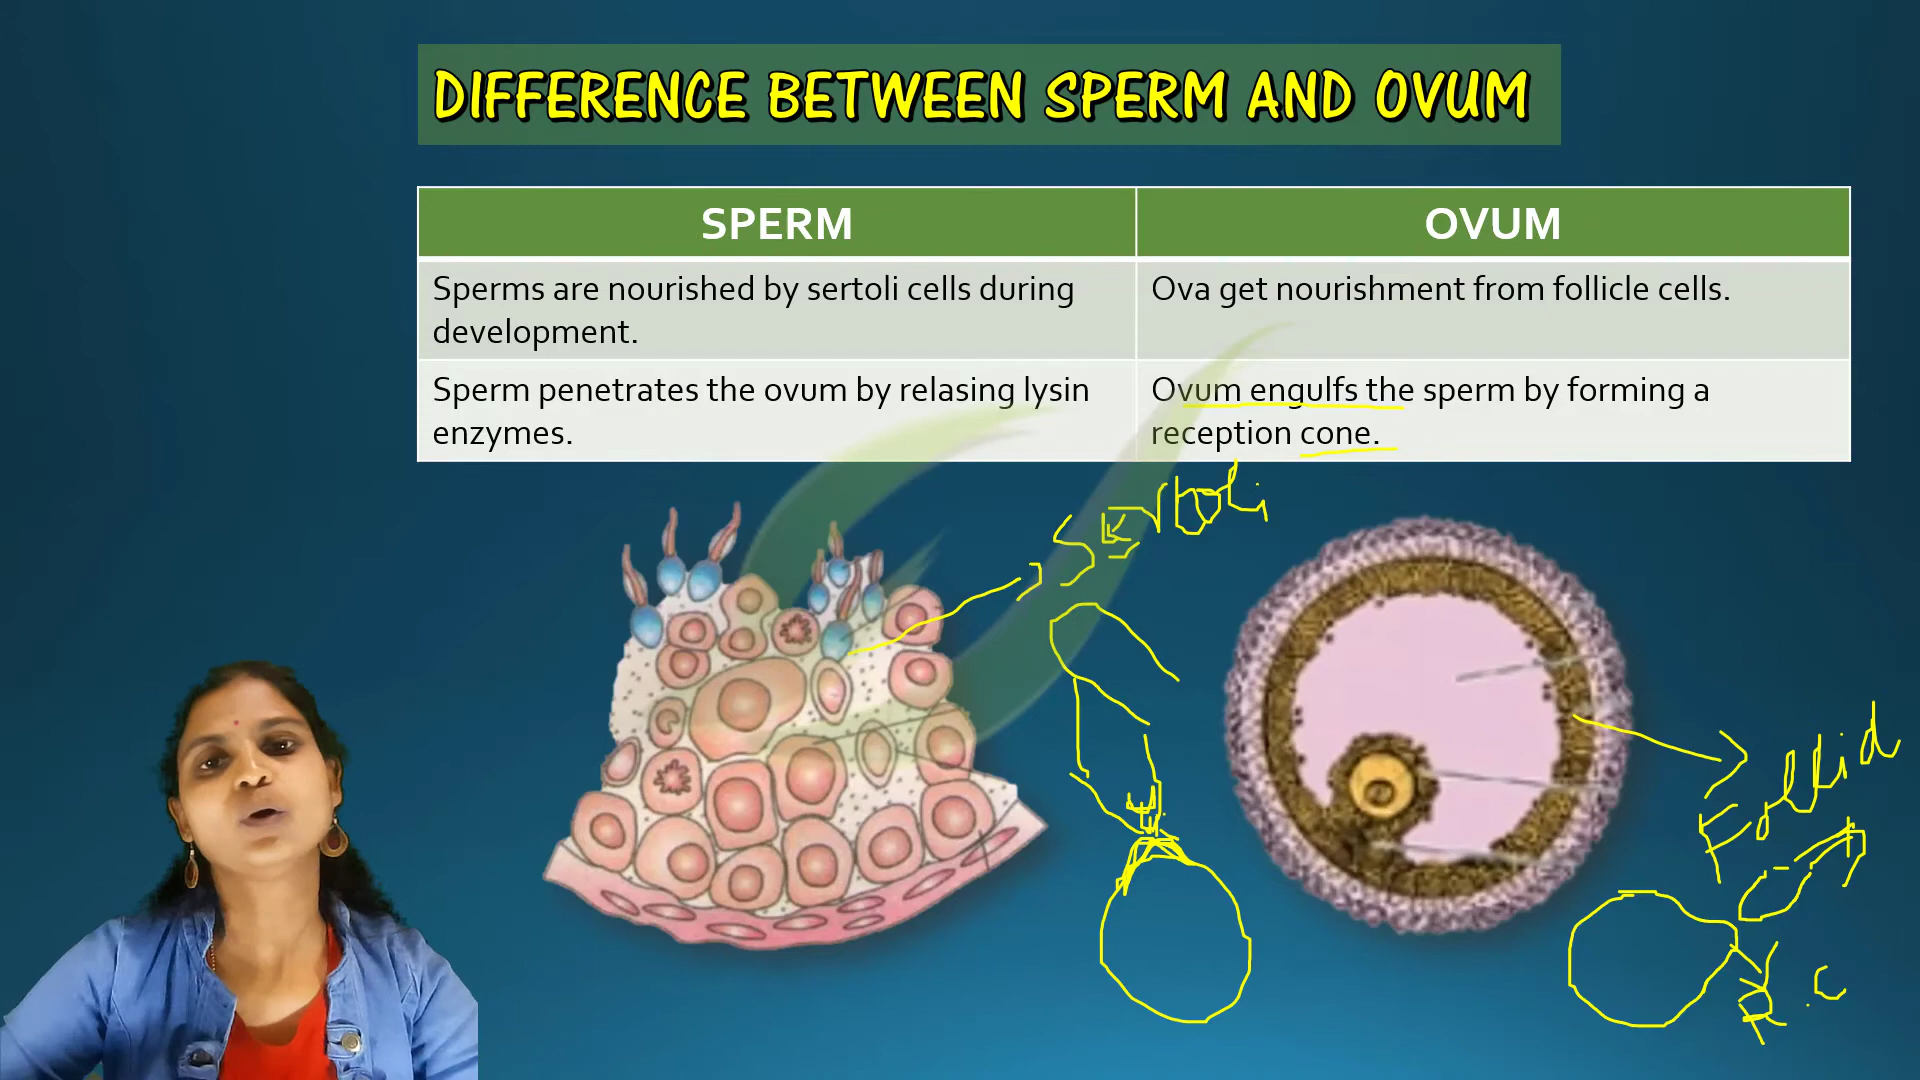 DIFFERENCE BETWEEN SPERM AND OVUM
SPERM
OVUM
Sperms are nourished by sertoli cells during
development.
Ova get nourishment from follicle cells.
Sperm penetrates the ovum by relasing lysin
enzymes.
Ovum engulfs the sperm by forming a
reception cone.
Sertoli
R.C